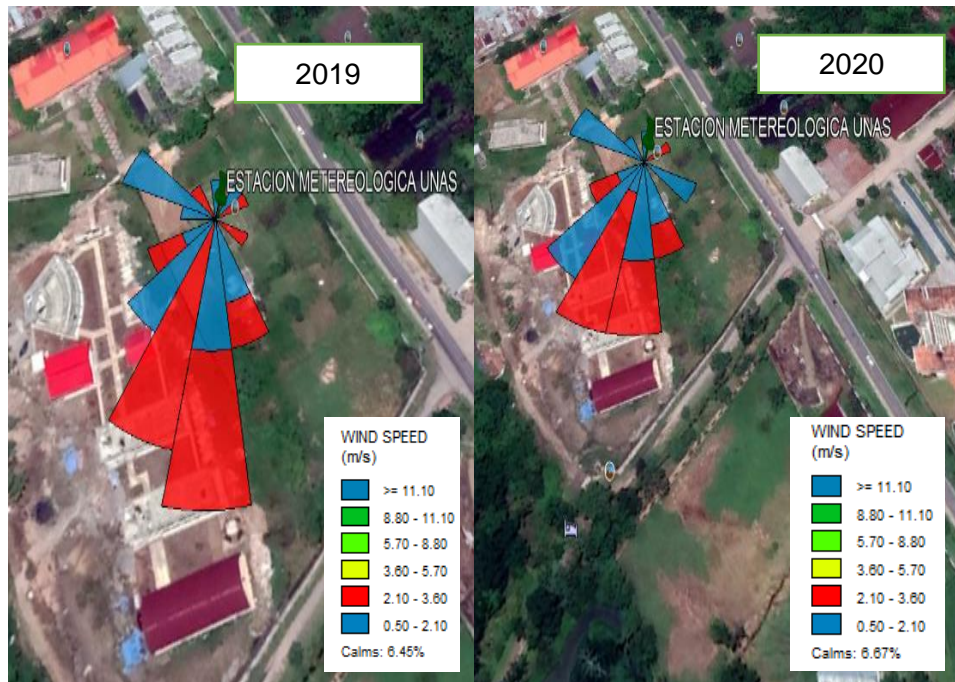 2019
ESTACION METEREOLOGICA UNAS
WIND SPEED
(m/s)
>= 11.10
8.80 - 11.10
5.70 - 8.80
3.60 - 5.70
2.10 - 3.60
0.50 - 2.10
Calms: 6.45%
2020
ESTACION METEREOLOGICA UNAS
WIND SPEED
(m/s)
>= 11.10
8.80 - 11.10
5.70 - 8.80
3.60 - 5.70
2.10 - 3.60
0.50 - 2.10
Calms: 6.67%